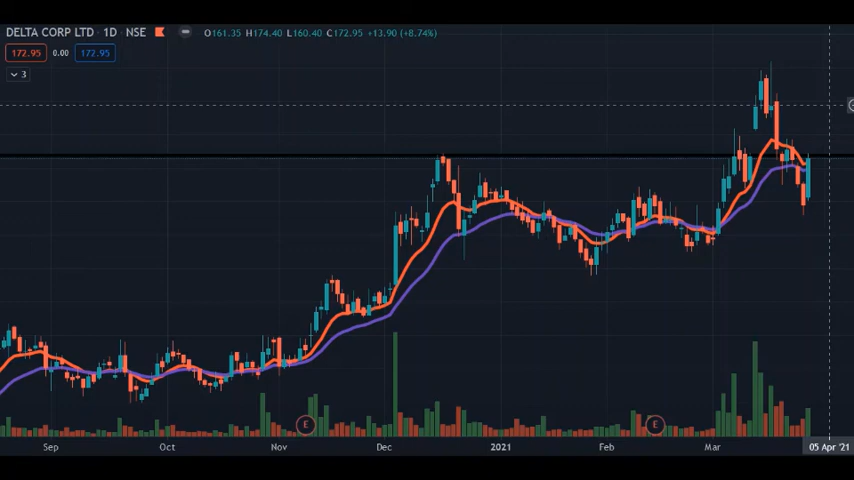 DELTA CORP LTD · 1D · NSE O161.35 H174.40 L160.40 C172.95 +13.90 (+8.74%)
172.95 0.00 172.95
3
E E
Sep Oct Nov Dec 2021 Feb Mar 05 Apr '21